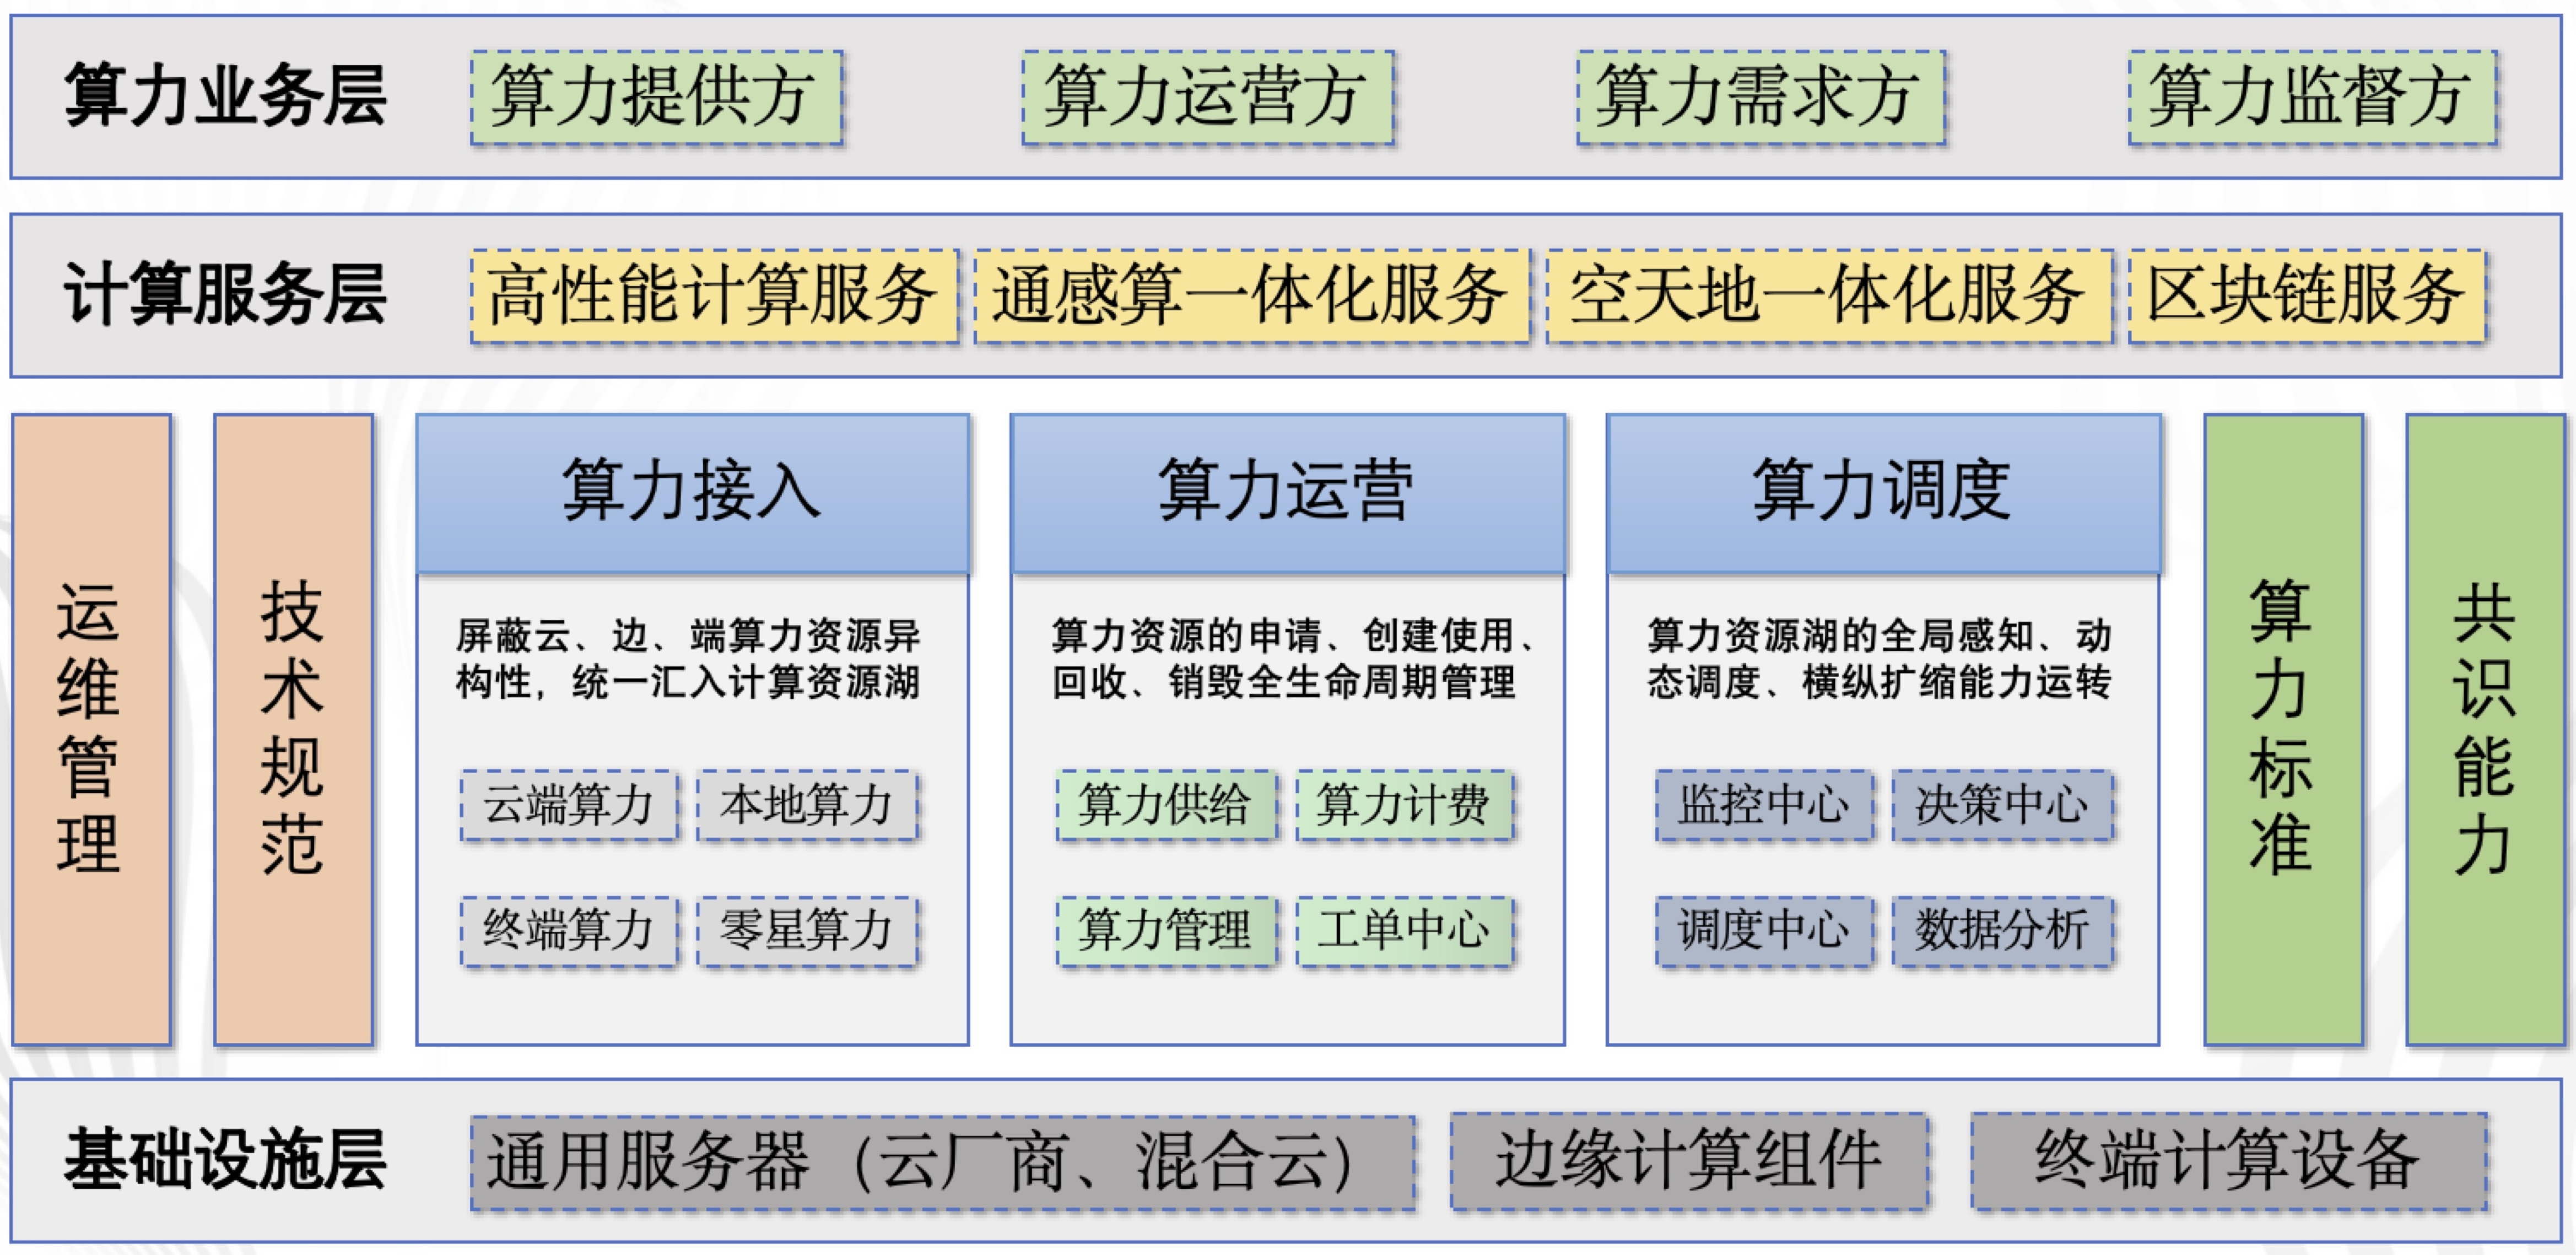 算力业务层
算力提供方
算力运营方
算力需求方
算力监督方
计算服务层
高性能计算服务
通感算一体化服务
空天地一体化服务
区块链服务
运维管理
技术规范
算力接入
屏蔽云、边、端算力资源异
构性，统一汇入计算资源湖
云端算力
本地算力
终端算力
零星算力
算力运营
算力资源的申请、创建使用、
回收、销毁全生命周期管理
算力供给
算力计费
算力管理
工单中心
算力调度
算力资源湖的全局感知、动
态调度、横纵扩缩能力运转
监控中心
决策中心
调度中心
数据分析
算力标准
共识能力
基础设施层
通用服务器（云厂商、混合云）
边缘计算组件
终端计算设备